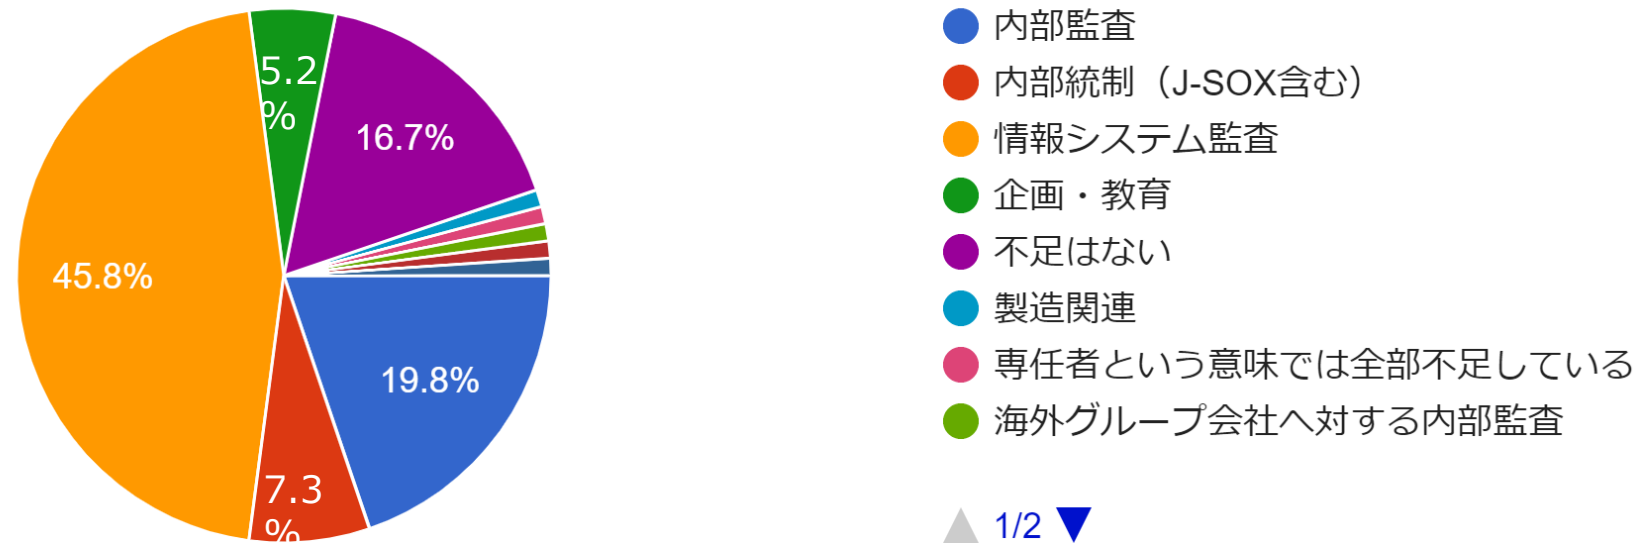 5.2
%
16.7%
45.8%
19.8%
7.3
%
内部監査
内部統制（J-SOX含む）
情報システム監査
企画・教育
不足はない
製造関連
専任者という意味では全部不足している
海外グループ会社へ対する内部監査
1/2